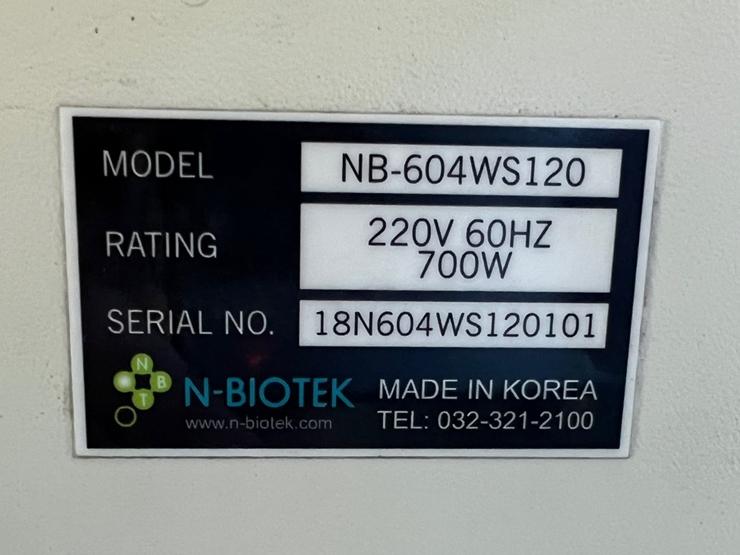 MODEL NB-604WS120
RATING 220V 60HZ
700W
SERIAL NO. 18N604WS120101
N
B
T
N-BIOTEK
www.n-biotek.com
MADE IN KOREA
TEL: 032-321-2100